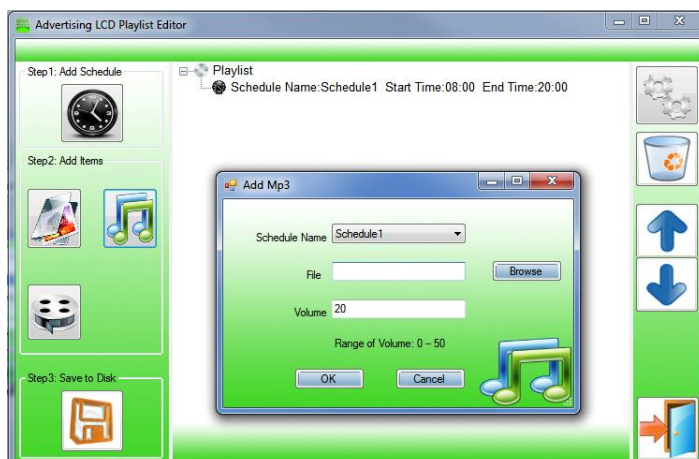 Advertising LCD Playlist Editor
Step1: Add Schedule
Playlist
Schedule Name:Schedule1 Start Time:08:00 End Time:20:00
Step2: Add Items
Add Mp3
Schedule Name Schedule1
File Browse
Volume 20
Range of Volume: 0 – 50
OK Cancel
Step3: Save to Disk